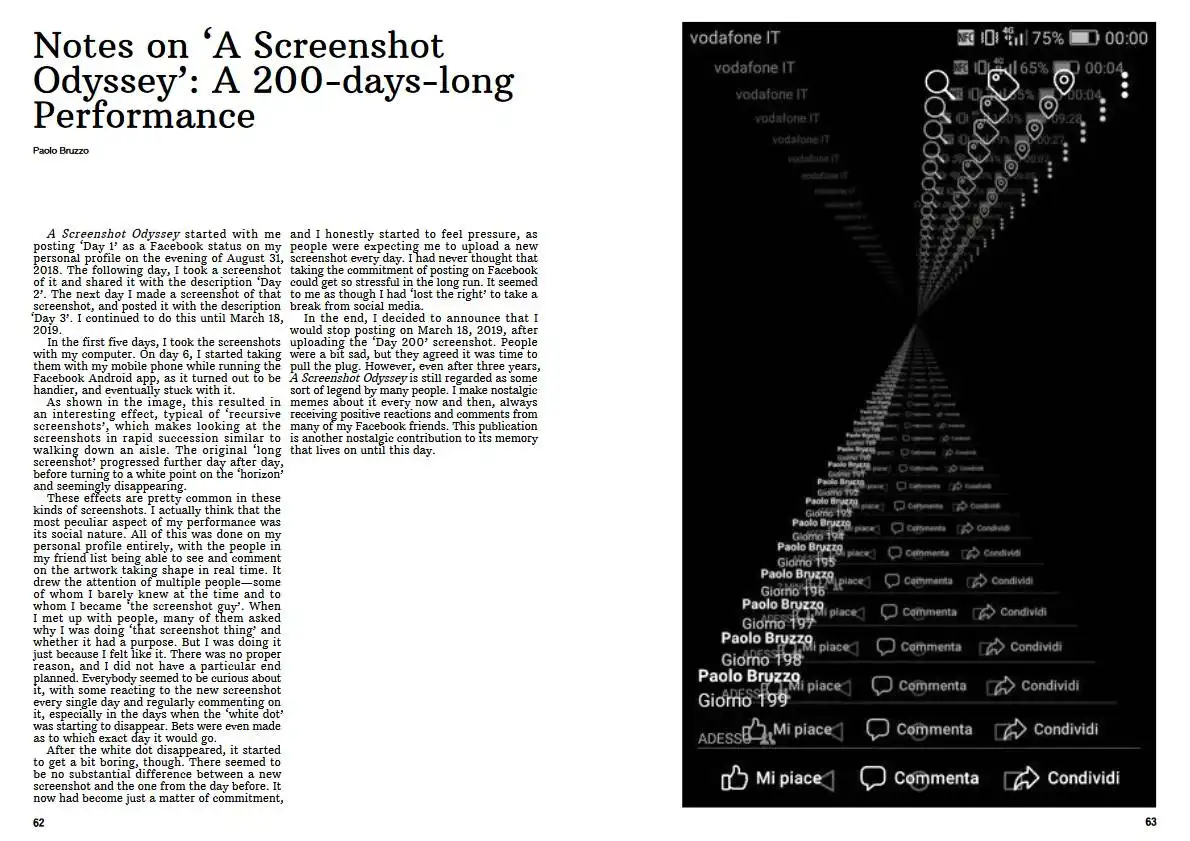 Notes on ‘A Screenshot
Odyssey’: A 200-days-long
Performance
Paolo Bruzzo
A Screenshot Odyssey started with me
posting ‘Day 1’ as a Facebook status on my
personal profile on the evening of August 31,
2018. The following day, I took a screenshot
of it and shared it with the description ‘Day
2’. The next day I made a screenshot of that
screenshot, and posted it with the description
‘Day 3’. I continued to do this until March 18,
2019.
In the first five days, I took the screenshots
with my computer. On day 6, I started taking
them with my mobile phone while running the
Facebook Android app, as it turned out to be
handier, and eventually stuck with it.
As shown in the image, this resulted in
an interesting effect, typical of ‘recursive
screenshots’, which makes looking at the
screenshots in rapid succession similar to
walking down an aisle. The original ‘long
screenshot’ progressed further day after day,
before turning to a white point on the ‘horizon’
and seemingly disappearing.
These effects are pretty common in these
kinds of screenshots. I actually think that the
most peculiar aspect of my performance was
its social nature. All of this was done on my
personal profile entirely, with the people in
my friend list being able to see and comment
on the artwork taking shape in real time. It
drew the attention of multiple people—some
of whom I barely knew at the time and to
whom I became ‘the screenshot guy’. When
I met up with people, many of them asked
why I was doing ‘that screenshot thing’ and
whether it had a purpose. But I was doing it
just because I felt like it. There was no proper
reason, and I did not have a particular end
planned. Everybody seemed to be curious about
it, with some reacting to the new screenshot
every single day and regularly commenting on
it, especially in the days when the ‘white dot’
was starting to disappear. Bets were even made
as to which exact day it would go.
After the white dot disappeared, it started
to get a bit boring, though. There seemed to
be no substantial difference between a new
screenshot and the one from the day before. It
now had become just a matter of commitment,
and I honestly started to feel pressure, as
people were expecting me to upload a new
screenshot every day. I had never thought that
taking the commitment of posting on Facebook
could get so stressful in the long run. It seemed
to me as though I had ‘lost the right’ to take a
break from social media.
In the end, I decided to announce that I
would stop posting on March 18, 2019, after
uploading the ‘Day 200’ screenshot. People
were a bit sad, but they agreed it was time to
pull the plug. However, even after three years,
A Screenshot Odyssey is still regarded as some
sort of legend by many people. I make nostalgic
memes about it every now and then, always
receiving positive reactions and comments from
many of my Facebook friends. This publication
is another nostalgic contribution to its memory
that lives on until this day.
62
vodafone IT NFC 4G 75% 00:00
vodafone IT 65% 00:04
vodafone IT 00:04
vodafone IT 09:28
vodafone IT
vodafone IT
Paolo Bruzzo
Giorno 193 Mi piace Commenta Condividi
Paolo Bruzzo
Giorno 194 Mi piace Commenta Condividi
Paolo Bruzzo Mi piace Commenta Condividi
Giorno 195
Paolo Bruzzo Mi piace Commenta Condividi
Giorno 196
Paolo Bruzzo Mi piace Commenta Condividi
Giorno 197
Paolo Bruzzo Mi piace Commenta Condividi
Giorno 198
Paolo Bruzzo Mi piace Commenta Condividi
Giorno 199
ADESSO Mi piace Commenta Condividi
Mi piace Commenta Condividi
63